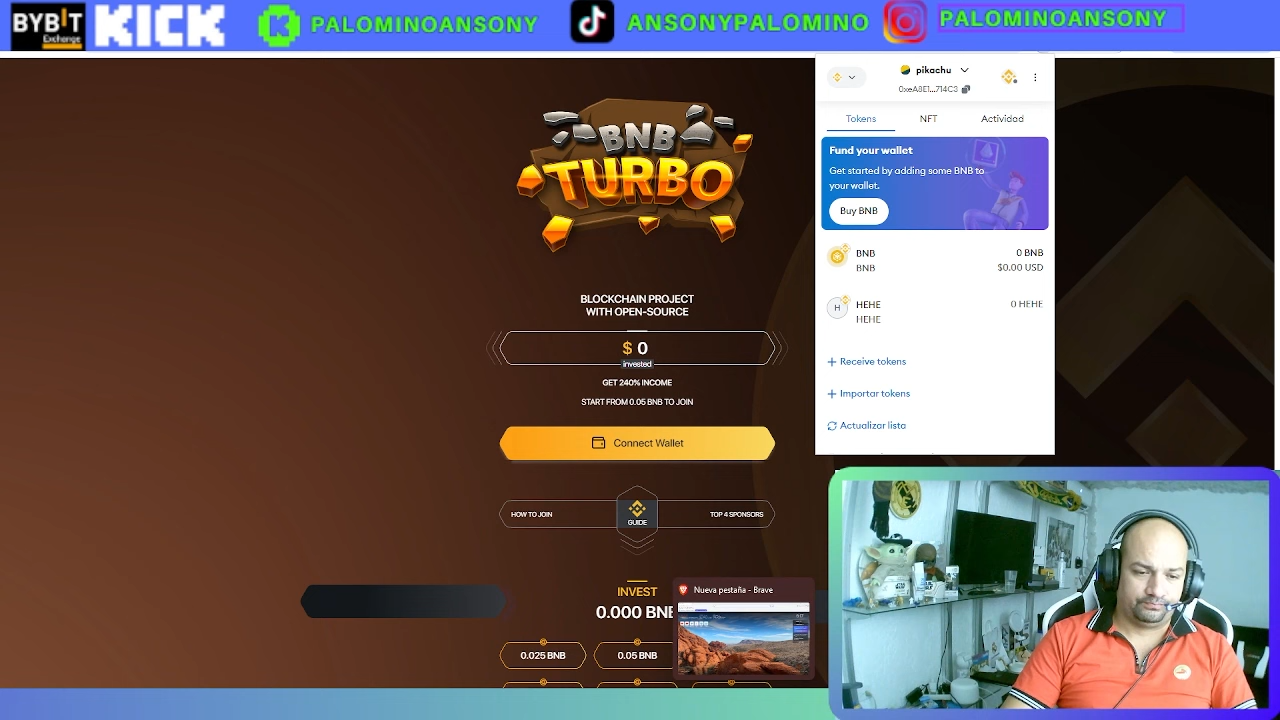 BYBIT
Exchange
KICK
PALOMINOANSONY
ANSONYPALOMINO
PALOMINOANSONY
BNB
TURBO
BLOCKCHAIN PROJECT
WITH OPEN-SOURCE
$ 0
invested
GET 240% INCOME
START FROM 0.05 BNB TO JOIN
Connect Wallet
HOW TO JOIN
GUIDE
TOP 4 SPONSORS
INVEST
0.000 BNB
0.025 BNB
0.05 BNB
Nueva pestaña - Brave
pikachu
0xeA8E1...714C3
Tokens
NFT
Actividad
Fund your wallet
Get started by adding some BNB to
your wallet.
Buy BNB
BNB
BNB
0 BNB
$0.00 USD
H
HEHE
HEHE
0 HEHE
+ Receive tokens
+ Importar tokens
Actualizar lista